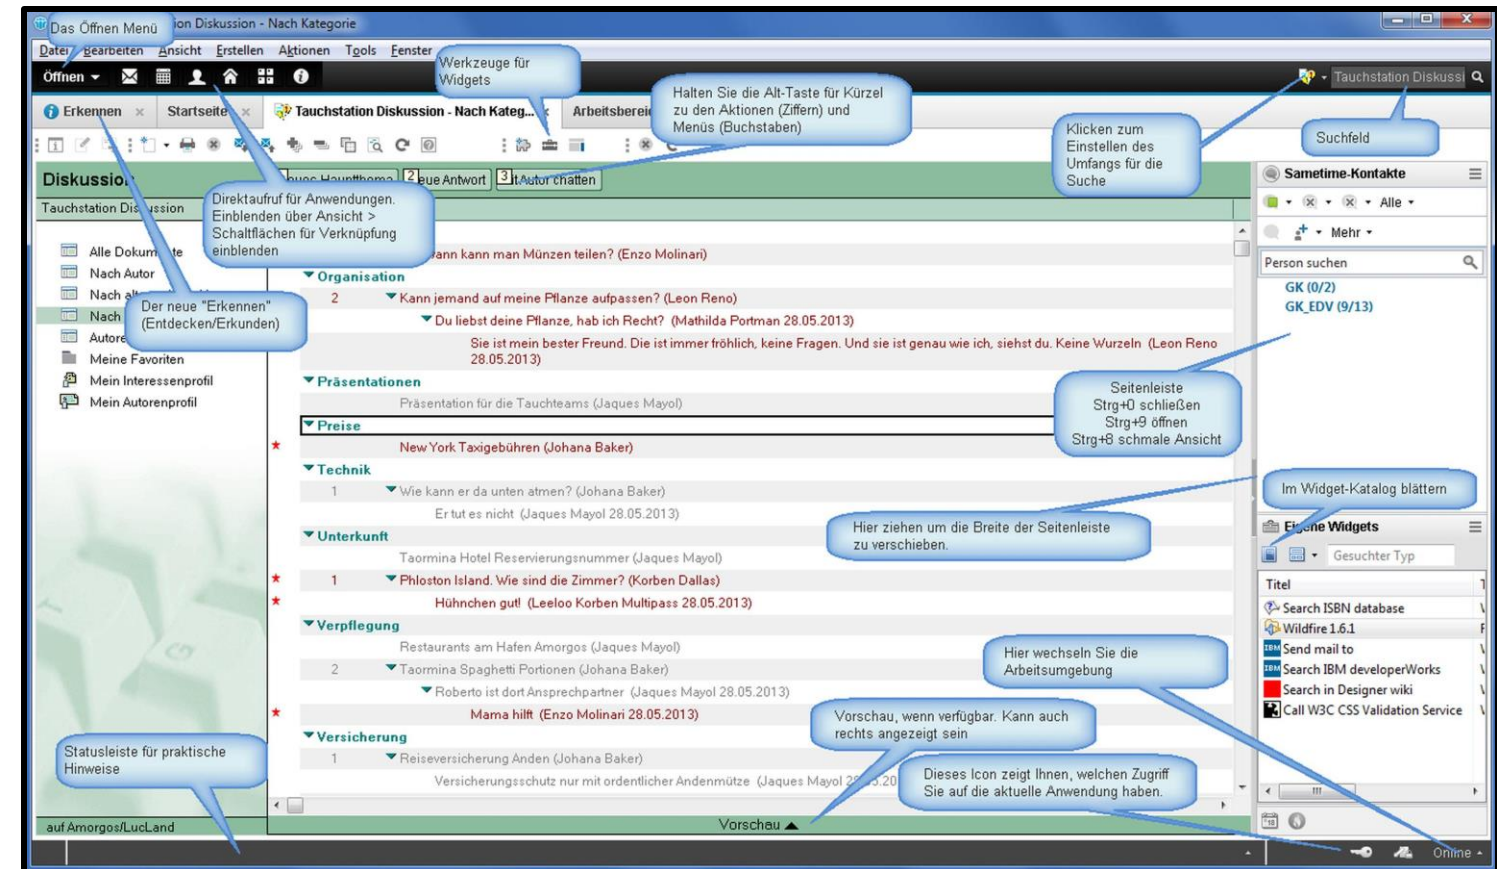 Das Öffnen Menü
ion Diskussion - Nach Kategorie
Datei Bearbeiten Ansicht Erstellen Aktionen Tools Fenster
Öffnen
Werkzeuge für
Widgets
Tauchstation Diskussi
Erkennen
Startseite
Tauchstation Diskussion - Nach Kateg...
Halten Sie die Alt-Taste für Kürzel
zu den Aktionen (Ziffern) und
Menüs (Buchstaben)
Klicken zum
Einstellen des
Umfangs für die
Suche
Suchfeld
Diskussion
2 eue Antwort
3 it Autor chatten
Tauchstation Diskussion
Direktaufruf für Anwendungen.
Einblenden über Ansicht >
Schaltflächen für Verknüpfung
einblenden
Alle Dokumente
Nach Autor
Nach
Der neue "Erkennen"
(Entdecken/Erkunden)
Nach
Autore
Meine Favoriten
Mein Interessenprofil
Mein Autorenprofil
kann man Münzen teilen? (Enzo Molinari)
Organisation
2 Kann jemand auf meine Pflanze aufpassen? (Leon Reno)
Du liebst deine Pflanze, hab ich Recht? (Mathilda Portman 28.05.2013)
Sie ist mein bester Freund. Die ist immer fröhlich, keine Fragen. Und sie ist genau wie ich, siehst du. Keine Wurzeln (Leon Reno
28.05.2013)
Präsentationen
Präsentation für die Tauchteams (Jaques Mayol)
Preise
New York Taxigebühren (Johana Baker)
Technik
1 Wie kann er da unten atmen? (Johana Baker)
Er tut es nicht (Jaques Mayol 28.05.2013)
Unterkunft
Taormina Hotel Reservierungsnummer (Jaques Mayol)
1 Phloston Island. Wie sind die Zimmer? (Korben Dallas)
Hühnchen gut! (Leeloo Korben Multipass 28.05.2013)
Verpflegung
Restaurants am Hafen Amorgos (Jaques Mayol)
2 Taormina Spaghetti Portionen (Johana Baker)
Roberto ist dort Ansprechpartner (Jaques Mayol 28.05.2013)
Mama hilft (Enzo Molinari 28.05.2013)
Versicherung
1 Reiseversicherung Anden (Johana Baker)
Versicherungsschutz nur mit ordentlicher Andenmütze (Jaques Mayol 28.05.20
Sametime-Kontakte
Alle
Mehr
Person suchen
GK (0/2)
GK_EDV (9/13)
Seitenleiste
Strg+0 schließen
Strg+9 öffnen
Strg+8 schmale Ansicht
Im Widget-Katalog blättern
Hier ziehen um die Breite der Seitenleiste
zu verschieben.
Eigene Widgets
Gesuchter Typ
Titel
Search ISBN database
Wildfire 1.6.1
Send mail to
Search IBM developerWorks
Search in Designer wiki
Call W3C CSS Validation Service
Hier wechseln Sie die
Arbeitsumgebung
Vorschau, wenn verfügbar. Kann auch
rechts angezeigt sein
Dieses Icon zeigt Ihnen, welchen Zugriff
Sie auf die aktuelle Anwendung haben.
Statusleiste für praktische
Hinweise
auf Amorgos/LucLand
Vorschau
Online